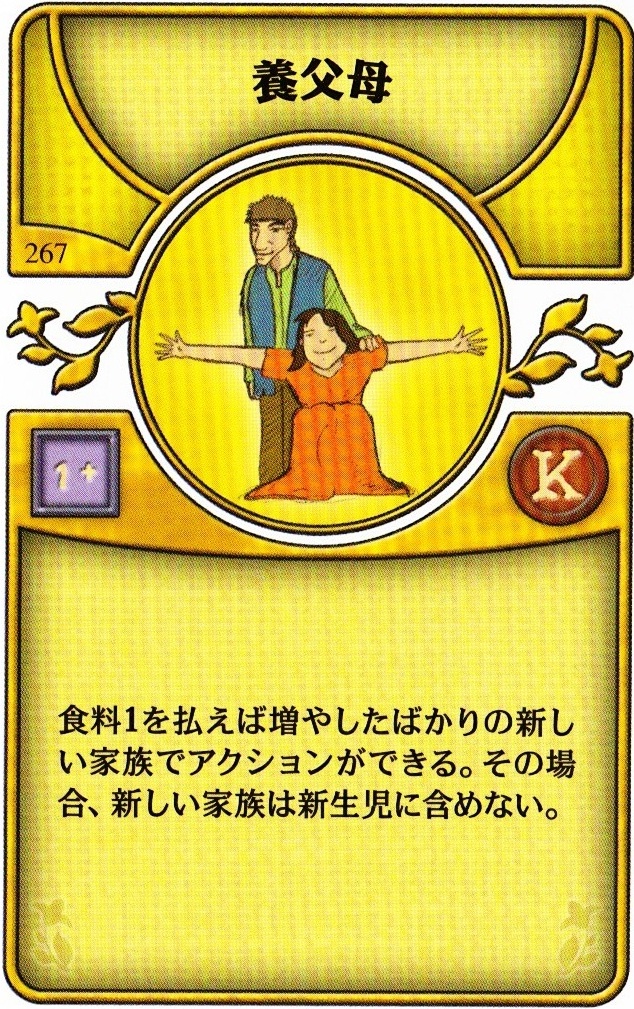 養父母
267
1+
K
食料1を払えば増やしたばかりの新し
い家族でアクションができる。その場
合、新しい家族は新生児に含めない。